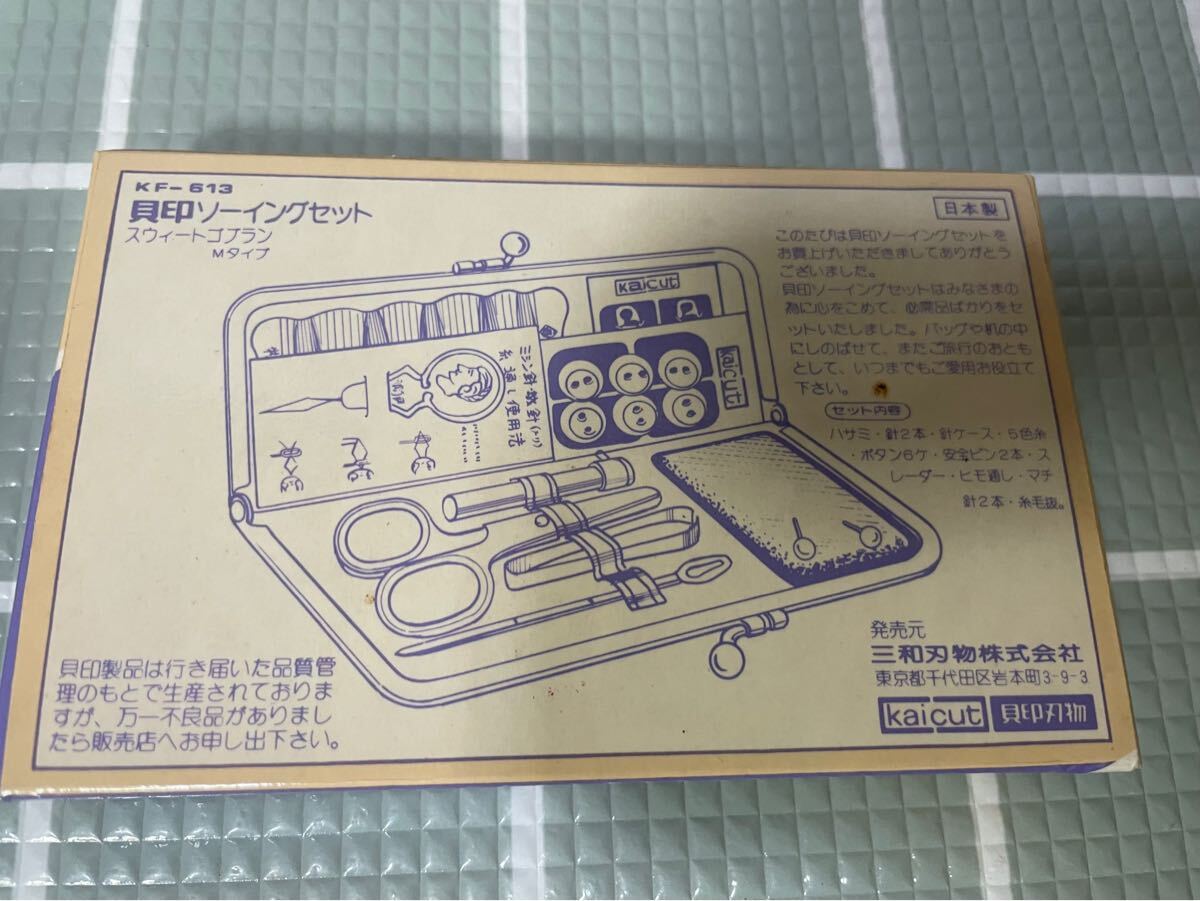 KF-613
貝印ソーイングセット
スウィートゴブラン
Mタイプ
日本製
このたびは貝印ソーイングセットを
お買上げいただきましてありがとう
ございました。
貝印ソーイングセットはみなさまの
為に心をこめて、必需品ばかりをセ
ットいたしました。バッグや机の中
にしのばせて、またご旅行のおとも
として、いつまでもご愛用お役立て
下さい。
セット内容
ハサミ・針2本・針ケース・5色糸
・ボタン6ケ・安全ピン2本・ス
レーダー・ヒモ通し・マチ
針2本・糸毛抜。
kaicut
kaicut
ミシン針散針(メリ)
糸通し使用法
貝印製品は行き届いた品質管
理のもとで生産されておりま
すが、万一不良品がありまし
たら販売店へお申し出下さい。
発売元
三和刃物株式会社
東京都千代田区岩本町3-9-3
kaicut 貝印刃物